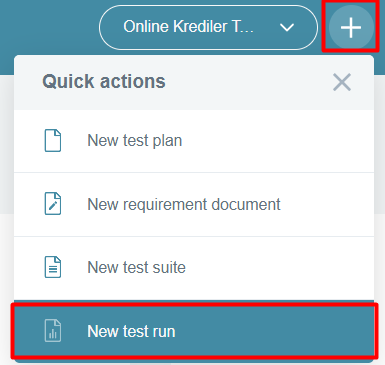 Online Krediler T...
Quick actions
New test plan
New requirement document
New test suite
New test run